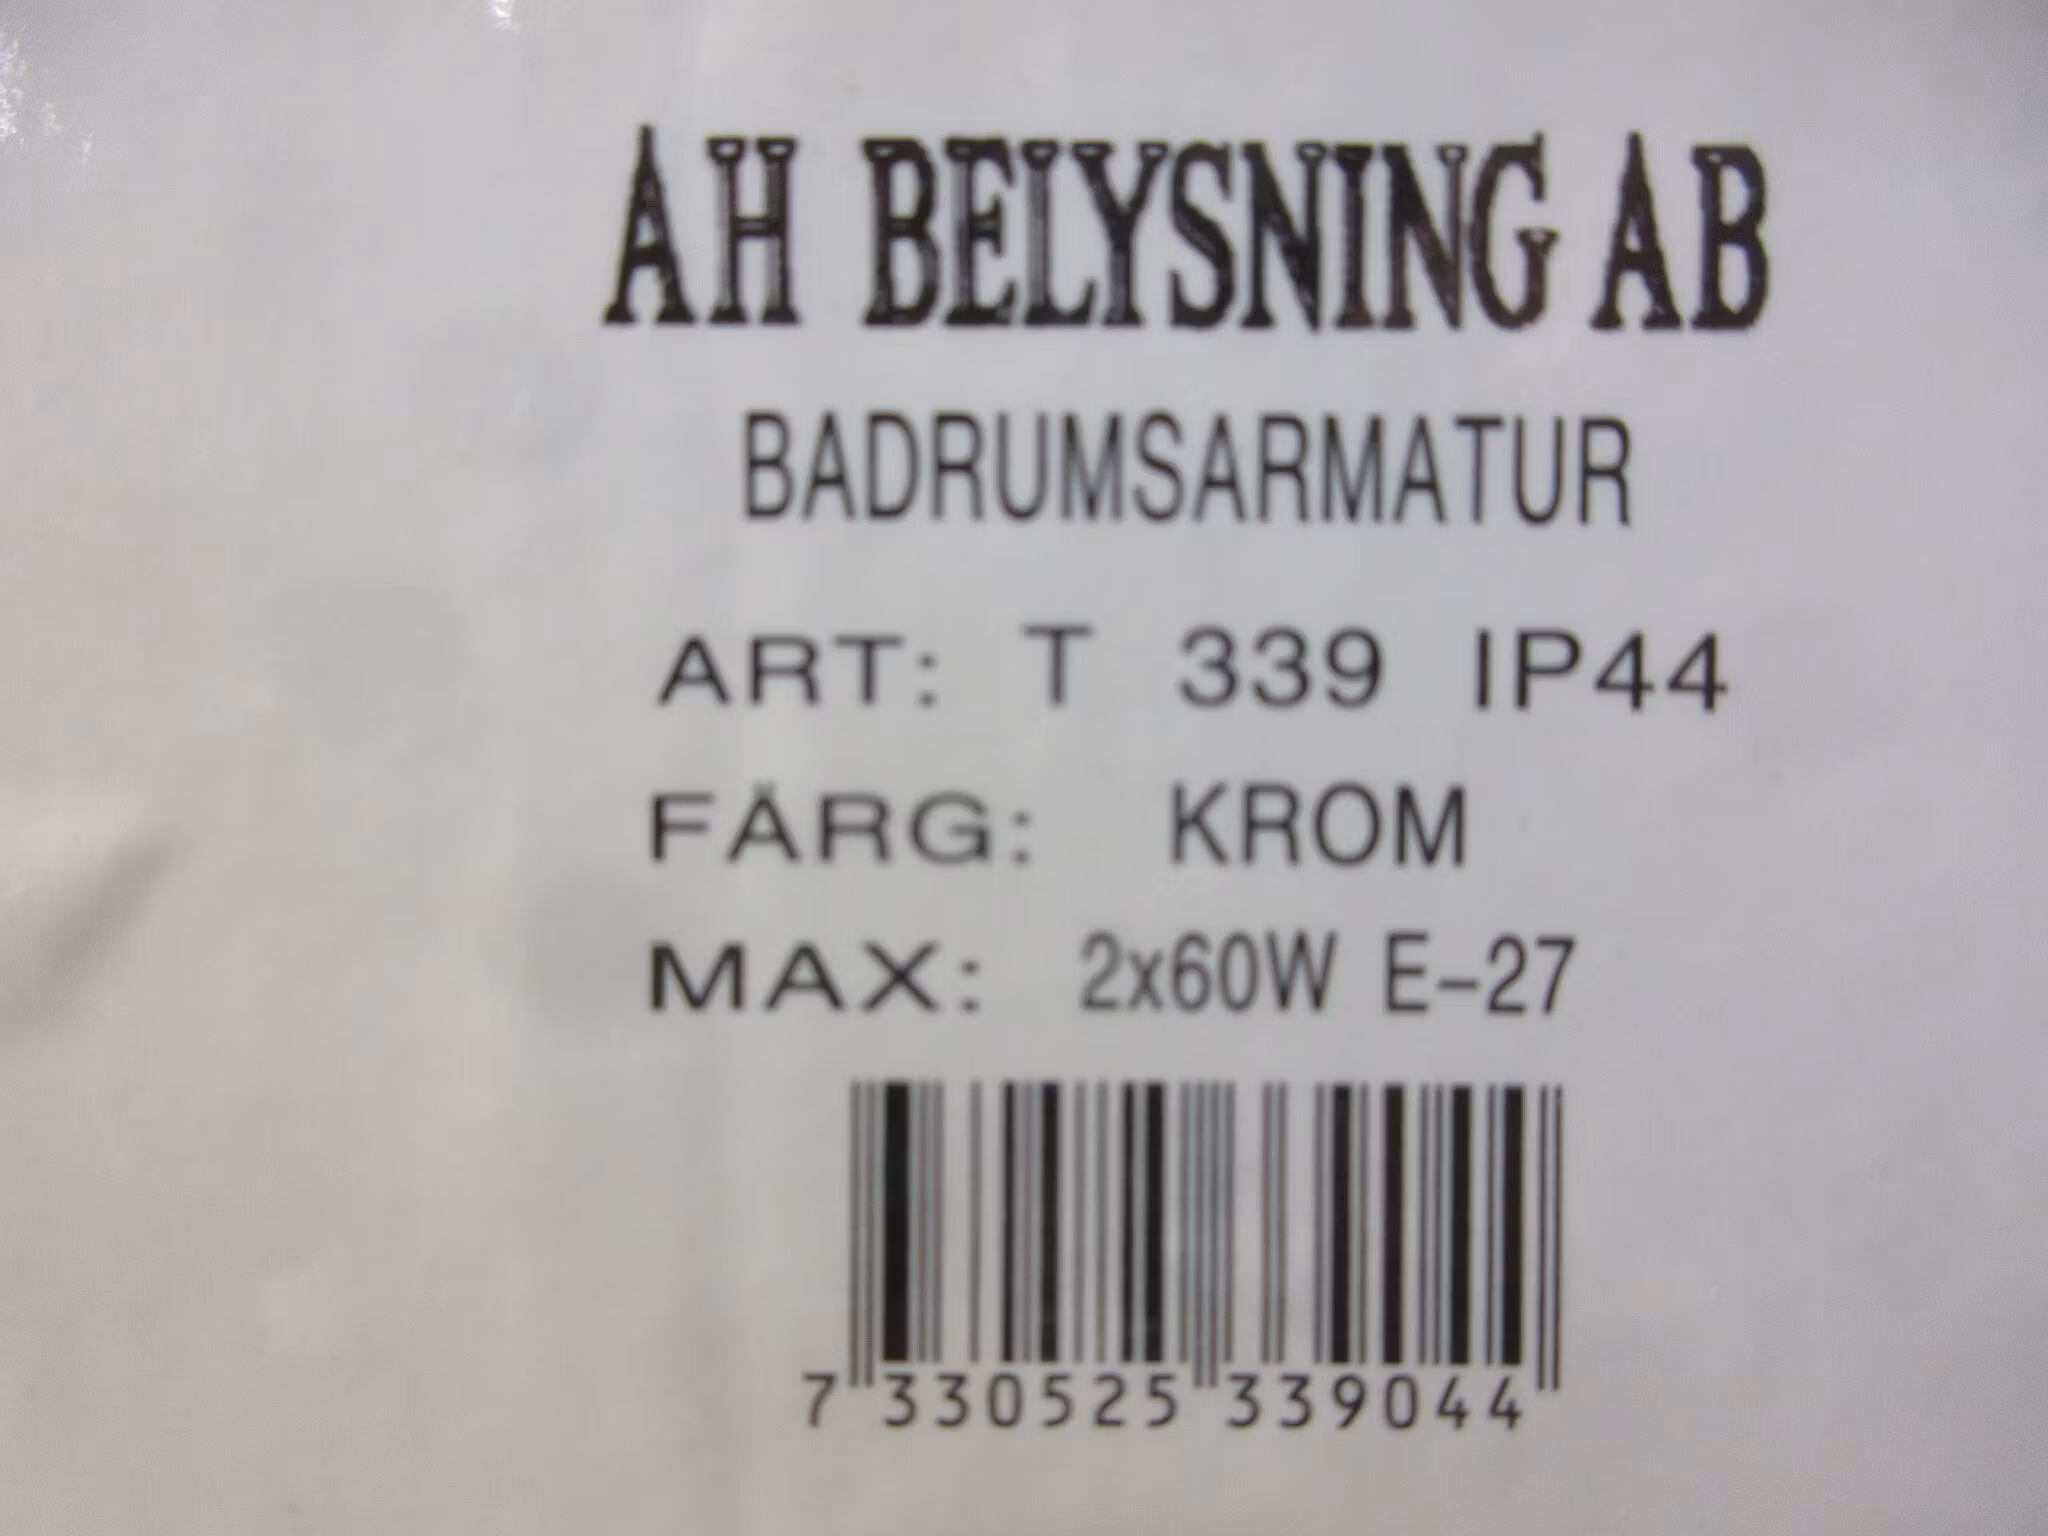 AH BELYSNING AB
BADRUMSARMATUR
ART: T 339 IP44
FÄRG: KROM
MAX: 2x60W E-27
7 330525 339044